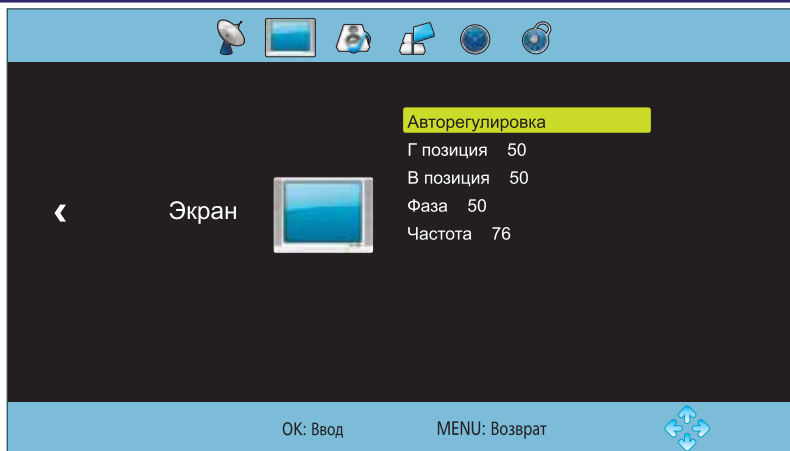 Экран
Авторегулировка
Г позиция 50
В позиция 50
Фаза 50
Частота 76
OK: Ввод MENU: Возврат